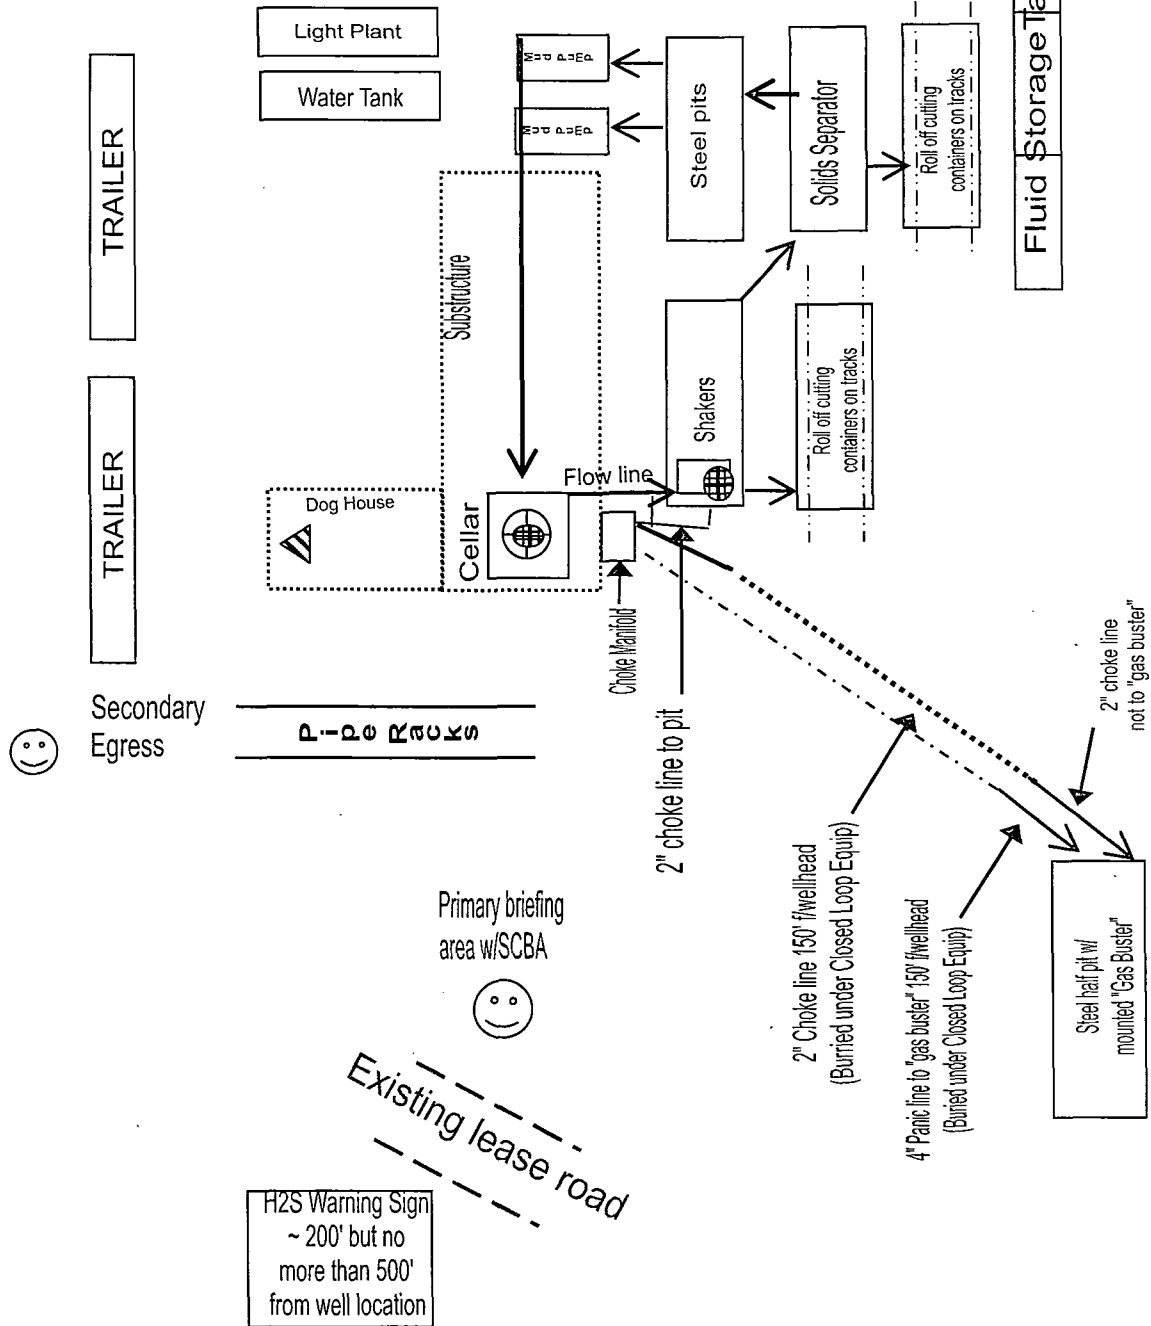 Light Plant
Water Tank
TRAILER
TRAILER
Mud Pump
Mud Pump
Steel pits
Solids Separator
Roll off cutting
containers on tracks
Fluid Storage Ta
Substructure
Shakers
Roll off cutting
containers on tracks
Flow line
Dog House
Cellar
Choke Manifold
Secondary
Egress
Pipe Racks
2" choke line to pit
2" choke line
not to "gas buster"
Primary briefing
area w/SCBA
2" Choke line 150' f/wellhead
(Burried under Closed Loop Equip)
4" Panic line to "gas buster" 150' f/wellhead
(Buried under Closed Loop Equip)
Steel half pit w/
mounted "Gas Buster"
Existing lease road
H2S Warning Sign
~ 200' but no
more than 500'
from well location